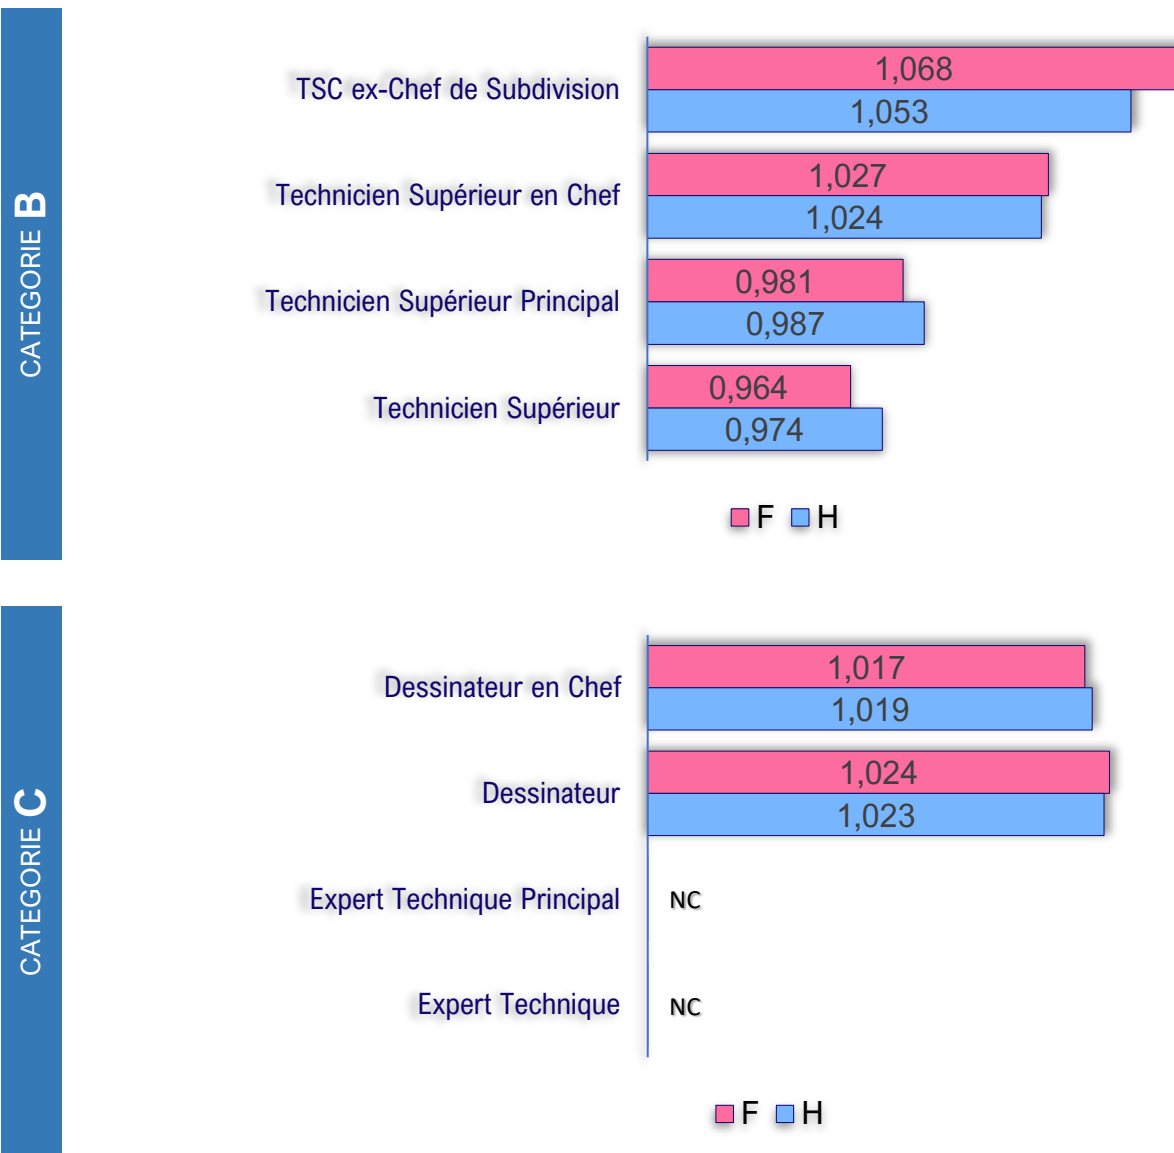 CATEGORIE B
TSC ex-Chef de Subdivision
1,068
1,053
Technicien Supérieur en Chef
1,027
1,024
Technicien Supérieur Principal
0,981
0,987
Technicien Supérieur
0,964
0,974
F H
CATEGORIE C
Dessinateur en Chef
1,017
1,019
Dessinateur
1,024
1,023
Expert Technique Principal
NC
Expert Technique
NC
F H